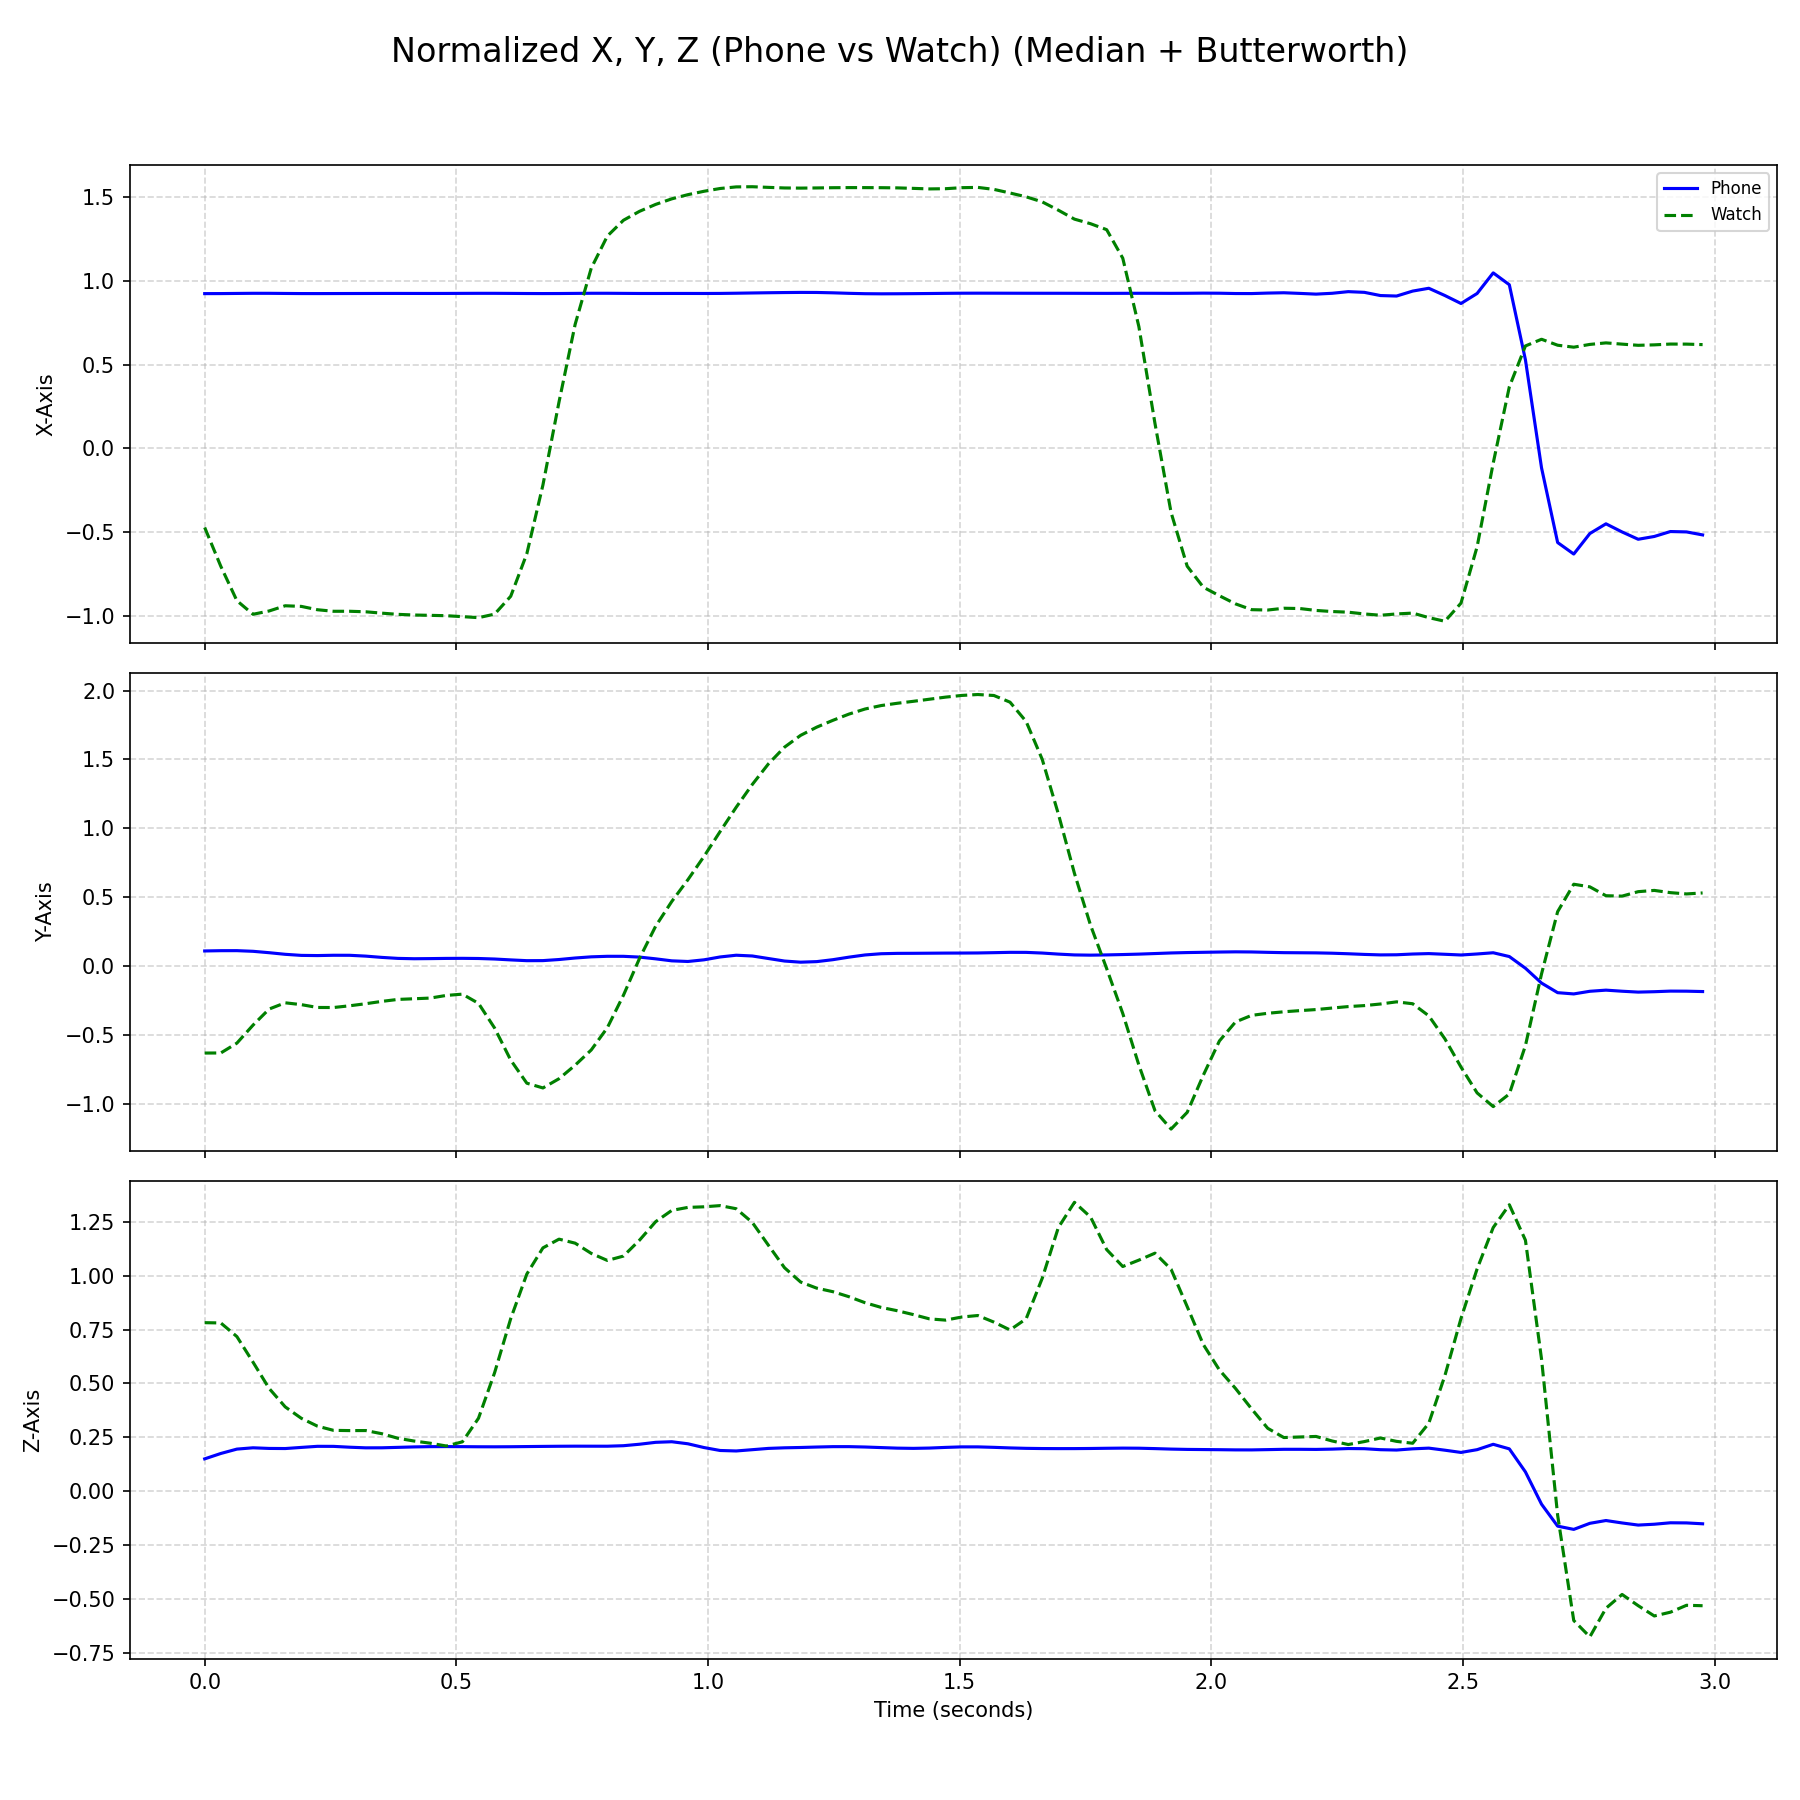 Normalized X, Y, Z (Phone vs Watch) (Median + Butterworth)
Phone
Watch
1.5
1.0
0.5
0.0
−0.5
−1.0
X-Axis
2.0
1.5
1.0
0.5
0.0
−0.5
−1.0
Y-Axis
1.25
1.00
0.75
0.50
0.25
0.00
−0.25
−0.50
−0.75
Z-Axis
0.0 0.5 1.0 1.5 2.0 2.5 3.0
Time (seconds)